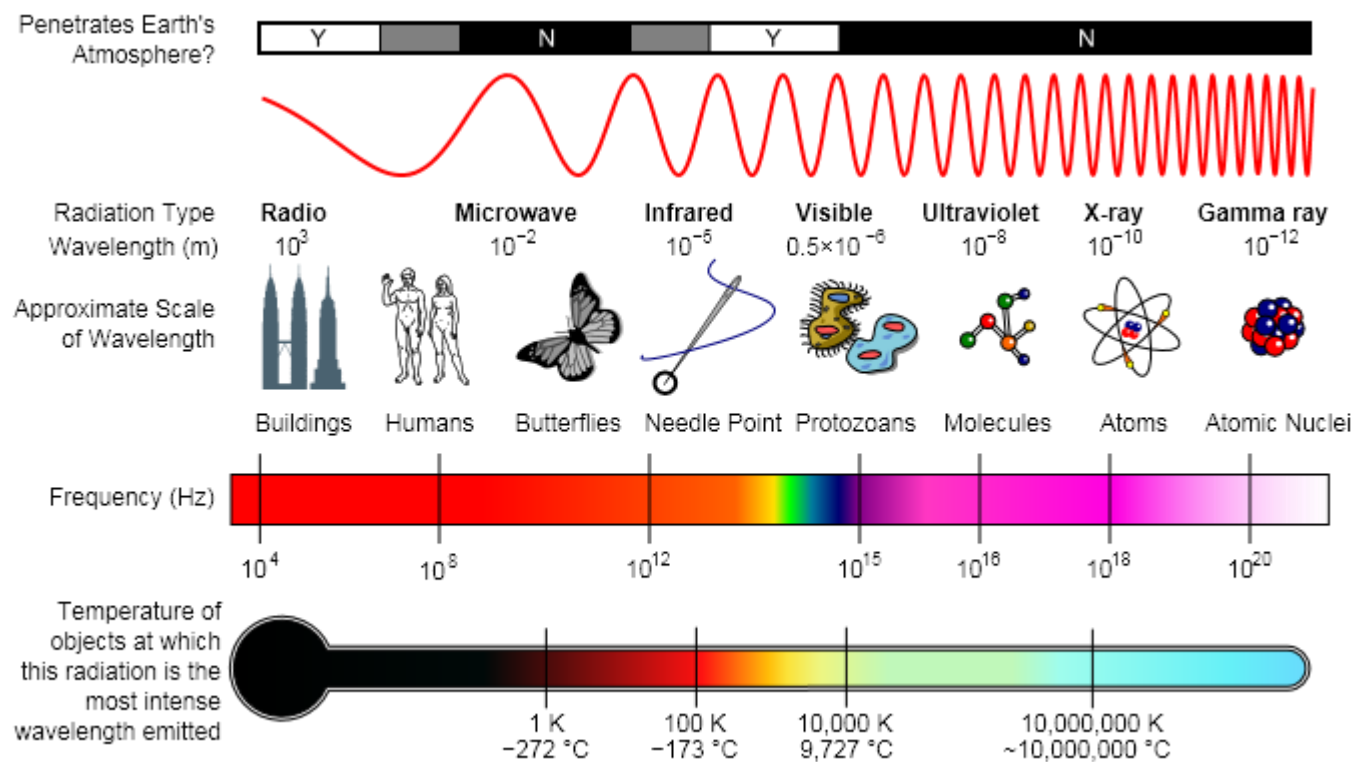 Penetrates Earth's
Atmosphere?
Y N Y N
Radiation Type
Radio Microwave Infrared Visible Ultraviolet X-ray Gamma ray
Wavelength (m)
10³ 10⁻² 10⁻⁵ 0.5×10⁻⁶ 10⁻⁸ 10⁻¹⁰ 10⁻¹²
Approximate Scale
of Wavelength
Buildings Humans Butterflies Needle Point Protozoans Molecules Atoms Atomic Nuclei
Frequency (Hz)
10⁴ 10⁸ 10¹² 10¹⁵ 10¹⁶ 10¹⁸ 10²⁰
Temperature of
objects at which
this radiation is the
most intense
wavelength emitted
1 K 100 K 10,000 K 10,000,000 K
−272 °C −173 °C 9,727 °C ~10,000,000 °C